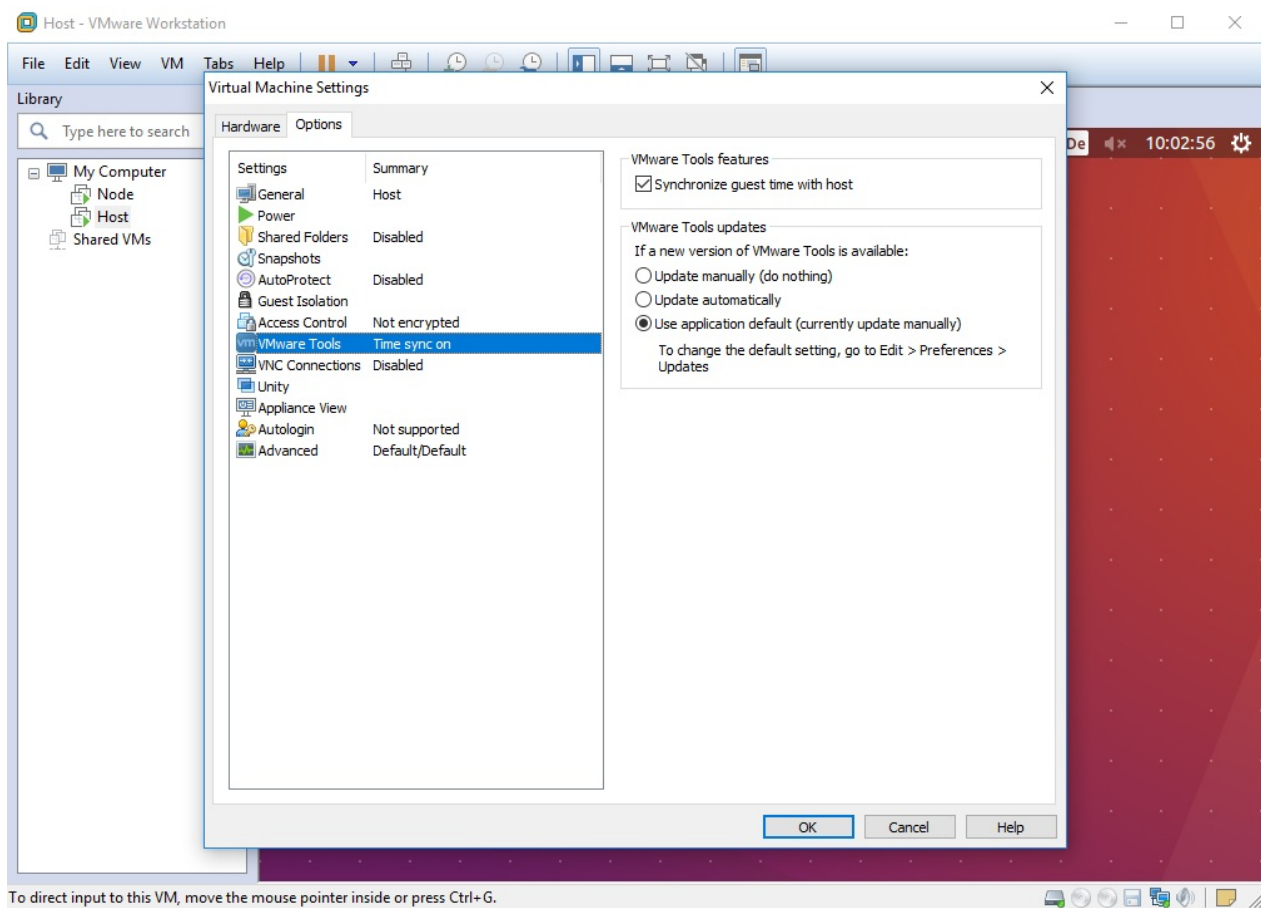 Host - VMware Workstation
File Edit View VM Tabs Help
Library
Type here to search
My Computer
Node
Host
Shared VMs
De 10:02:56
Virtual Machine Settings
Hardware Options
Settings Summary
General Host
Power
Shared Folders Disabled
Snapshots
AutoProtect Disabled
Guest Isolation
Access Control Not encrypted
vm VMware Tools Time sync on
VNC Connections Disabled
Unity
Appliance View
Autologin Not supported
Advanced Default/Default
VMware Tools features
Synchronize guest time with host
VMware Tools updates
If a new version of VMware Tools is available:
Update manually (do nothing)
Update automatically
Use application default (currently update manually)
To change the default setting, go to Edit > Preferences >
Updates
OK Cancel Help
To direct input to this VM, move the mouse pointer inside or press Ctrl+G.